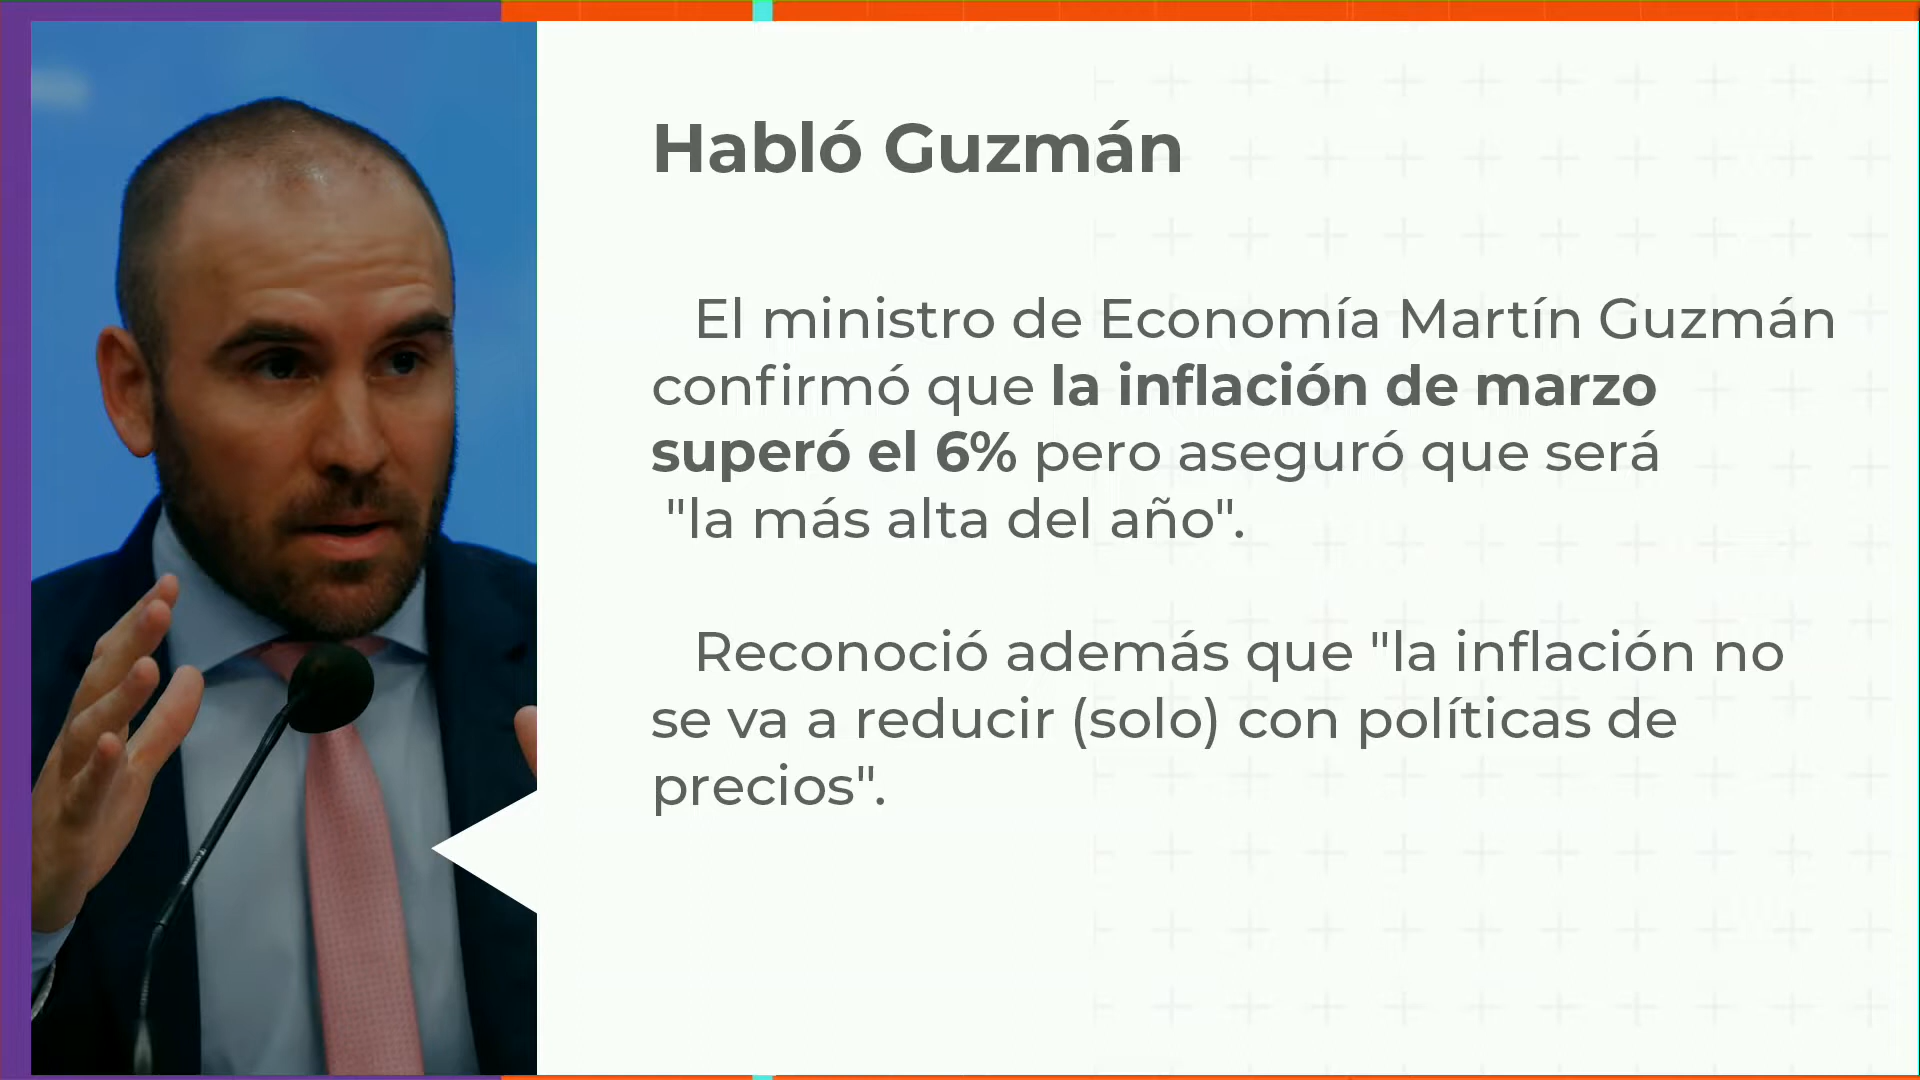 Habló Guzmán
El ministro de Economía Martín Guzmán
confirmó que la inflación de marzo
superó el 6% pero aseguró que será
"la más alta del año".
Reconoció además que "la inflación no
se va a reducir (solo) con políticas de
precios".